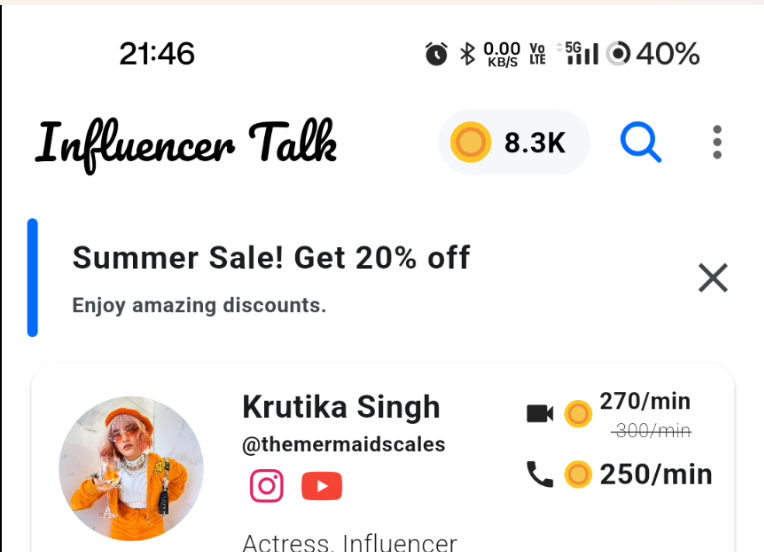 21:46 0.00 KB/S Vo LTE 5G 40%
Influencer Talk 8.3K
Summer Sale! Get 20% off
Enjoy amazing discounts.
Krutika Singh
@themermaidscales
Actress, Influencer
270/min
300/min
250/min